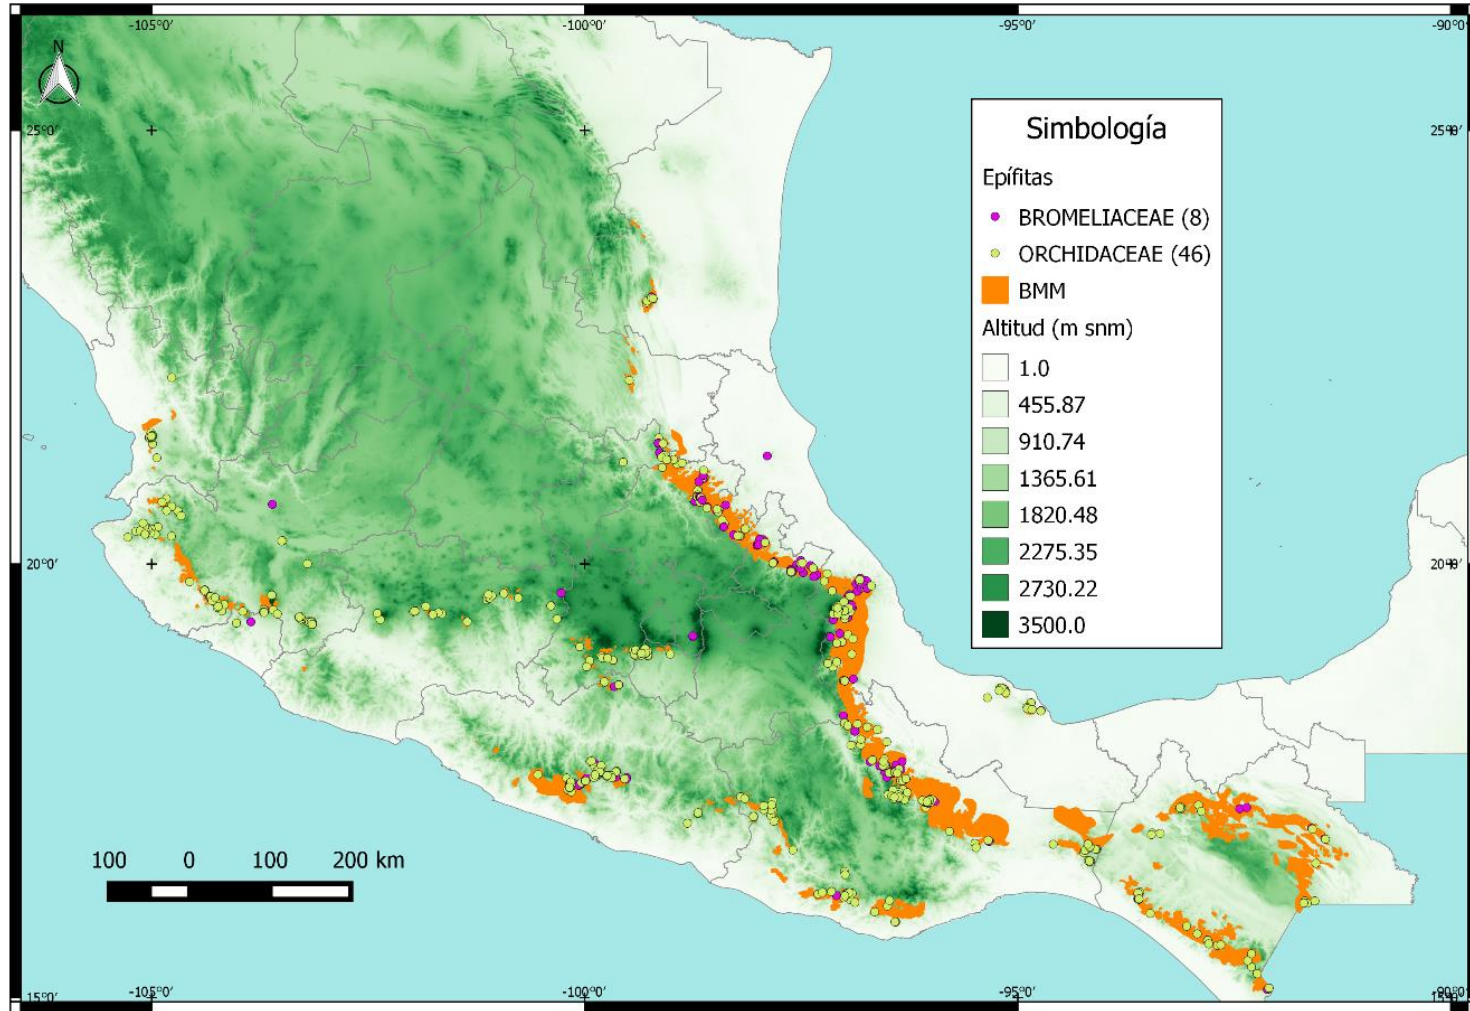 -105°0'
-100°0'
-95°0'
-90°0'
N
25°0'
25°0'
Simbología
Epífitas
BROMELIACEAE (8)
ORCHIDACEAE (46)
BMM
Altitud (m snm)
1.0
455.87
910.74
1365.61
1820.48
2275.35
2730.22
3500.0
20°0'
20°0'
100 0 100 200 km
15°0'
-105°0'
-100°0'
-95°0'
-90°0'
15°0'